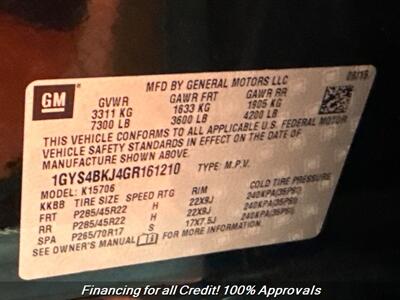 GM
MFD BY GENERAL MOTORS LLC
08/15
GVWR GAWR FRT GAWR RR
3311 KG 1633 KG 1905 KG
7300 LB 3600 LB 4200 LB
THIS VEHICLE CONFORMS TO ALL APPLICABLE U.S. FEDERAL MOTOR
VEHICLE SAFETY STANDARDS IN EFFECT ON THE DATE OF
MANUFACTURE SHOWN ABOVE.
1GYS4BKJ4GR161210 TYPE: M.P.V.
MODEL: K15706
KKBB TIRE SIZE SPEED RTG RIM COLD TIRE PRESSURE
FRT P285/45R22 H 22X9J 240KPA(35PSI)
RR P285/45R22 H 22X9J 240KPA(35PSI)
SPA P265/70R17 S 17X7.5J 240KPA(35PSI)
SEE OWNER'S MANUAL FOR MORE INFORMATION.
Financing for all Credit! 100% Approvals